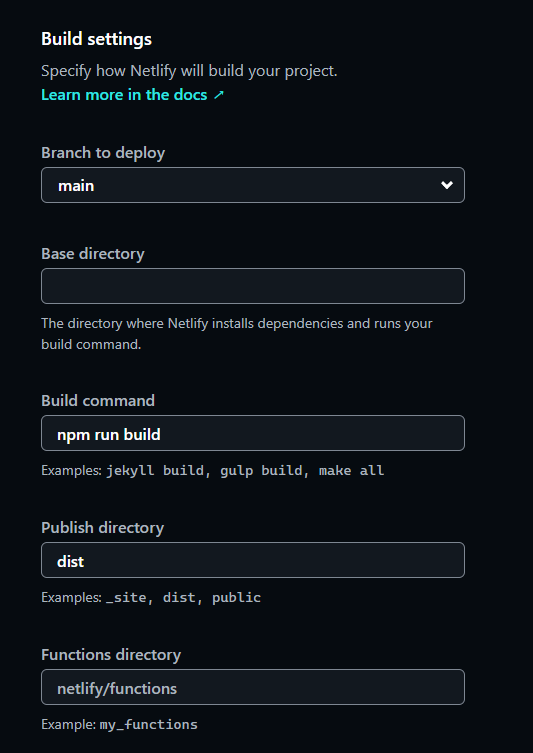 Build settings
Specify how Netlify will build your project.
Learn more in the docs ↗
Branch to deploy
main
Base directory
The directory where Netlify installs dependencies and runs your
build command.
Build command
npm run build
Examples: jekyll build, gulp build, make all
Publish directory
dist
Examples: _site, dist, public
Functions directory
netlify/functions
Example: my_functions